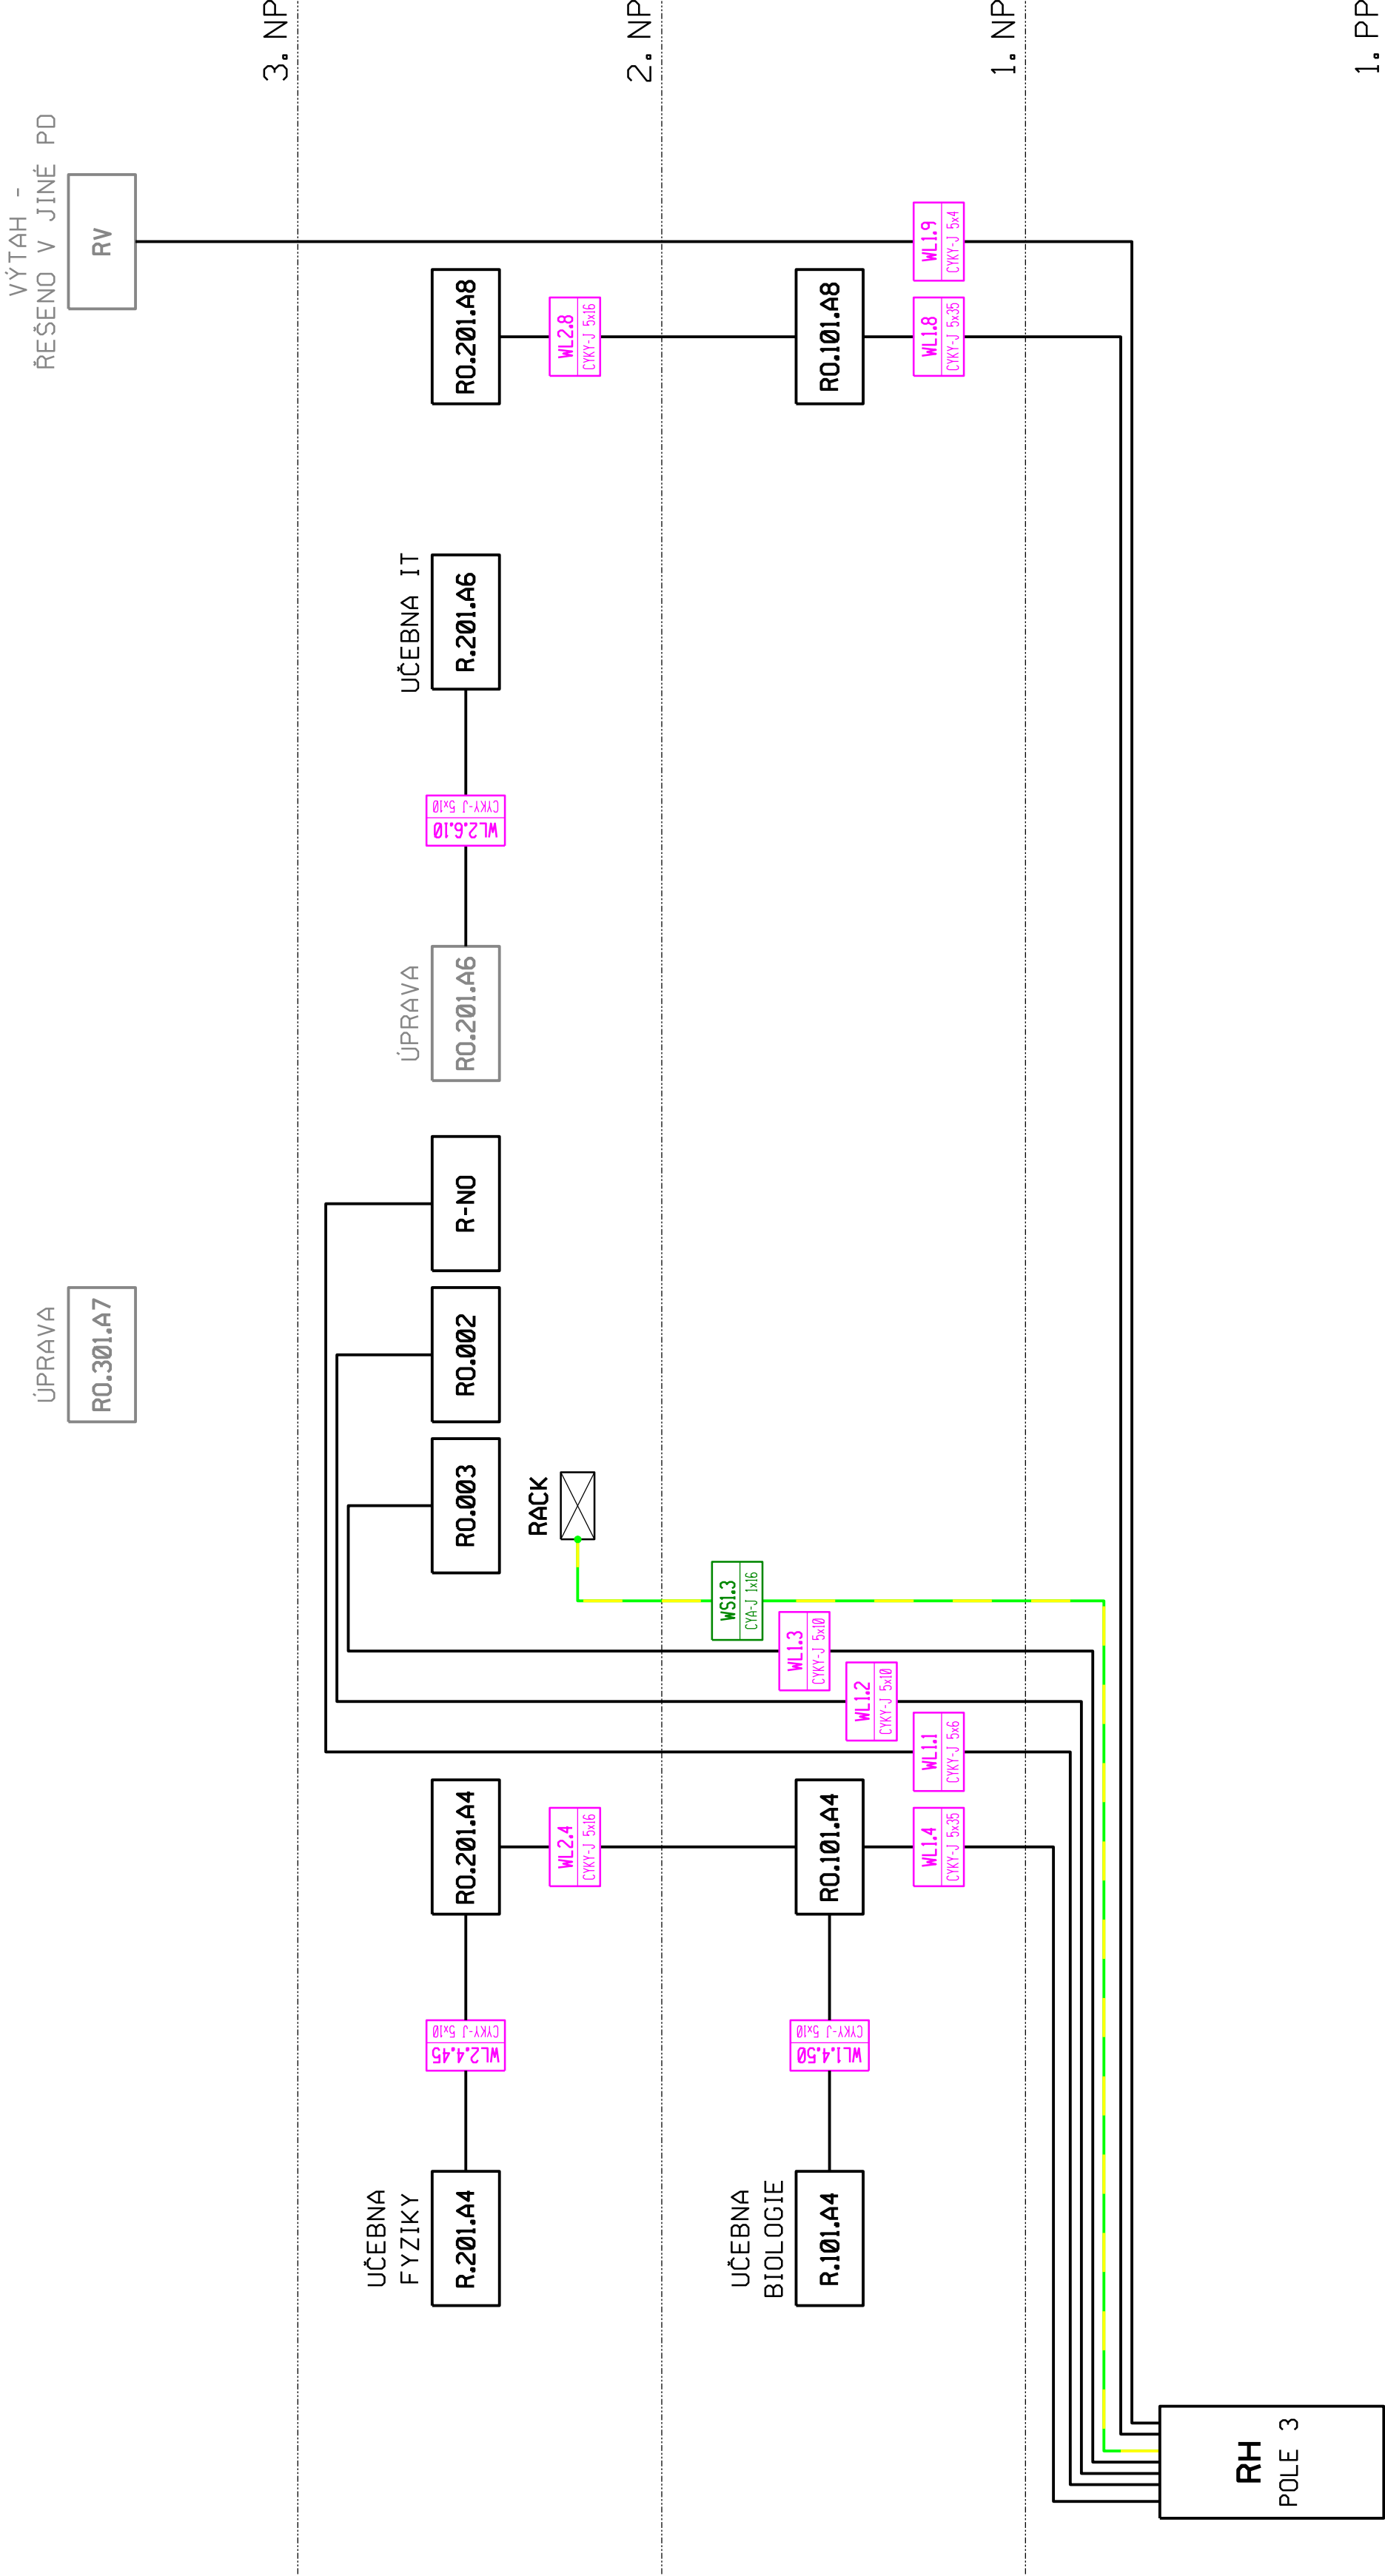 VÝTAH -
ŘEŠENO V JINÉ PD
RV
ÚPRAVA
RO.301.A7
3. NP
UČEBNA
FYZIKY
R.201.A4
WL2.4.45
CYKY-J 5x10
RO.201.A4
RO.003
RO.002
R-NO
ÚPRAVA
RO.201.A6
WL2.6.10
CYKY-J 5x10
UČEBNA IT
R.201.A6
RO.201.A8
RACK
WL2.4
CYKY-J 5x16
WL2.8
CYKY-J 5x16
2. NP
WS1.3
CYA-J 1x16
WL1.3
CYKY-J 5x10
WL1.2
CYKY-J 5x10
UČEBNA
BIOLOGIE
R.101.A4
WL1.4.50
CYKY-J 5x10
RO.101.A4
RO.101.A8
WL1.4
CYKY-J 5x35
WL1.1
CYKY-J 5x6
WL1.8
CYKY-J 5x35
WL1.9
CYKY-J 5x4
1. NP
RH
POLE 3
1. PP